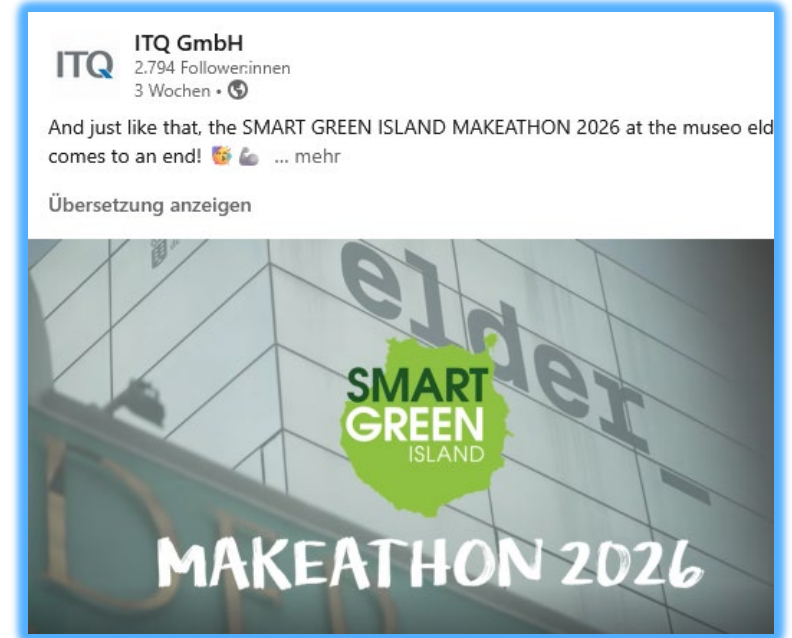 ITQ
ITQ GmbH
2.794 Follower:innen
3 Wochen •
And just like that, the SMART GREEN ISLAND MAKEATHON 2026 at the museo eld
comes to an end! 🥳 🦾 ... mehr
Übersetzung anzeigen
elder_
SMART
GREEN
ISLAND
MAKEATHON 2026